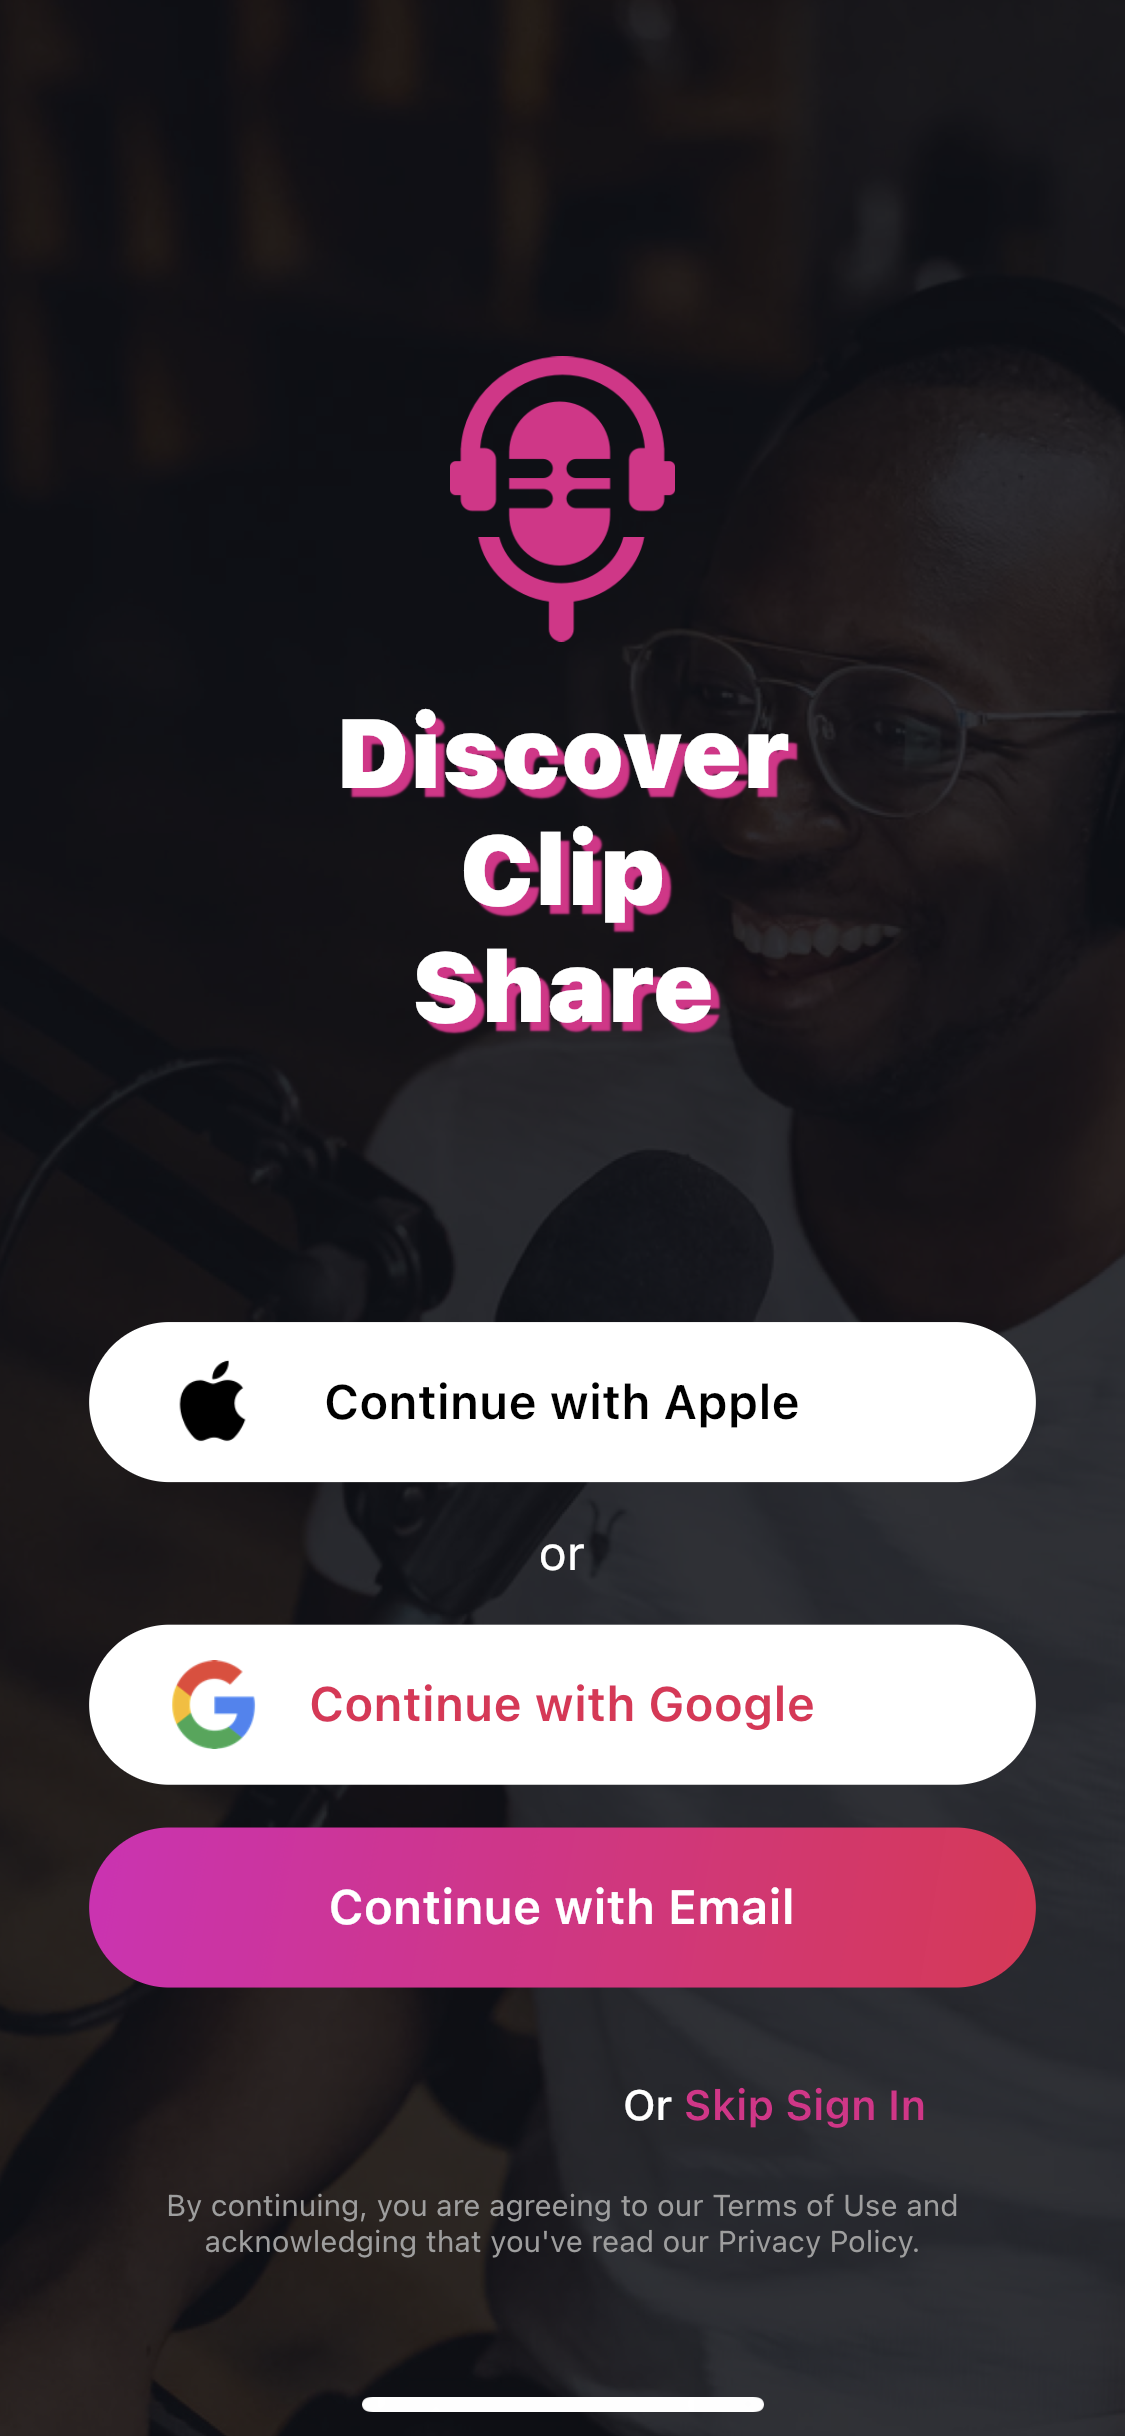 Discover
Clip
Share
Continue with Apple
or
Continue with Google
Continue with Email
Or Skip Sign In
By continuing, you are agreeing to our Terms of Use and
acknowledging that you've read our Privacy Policy.